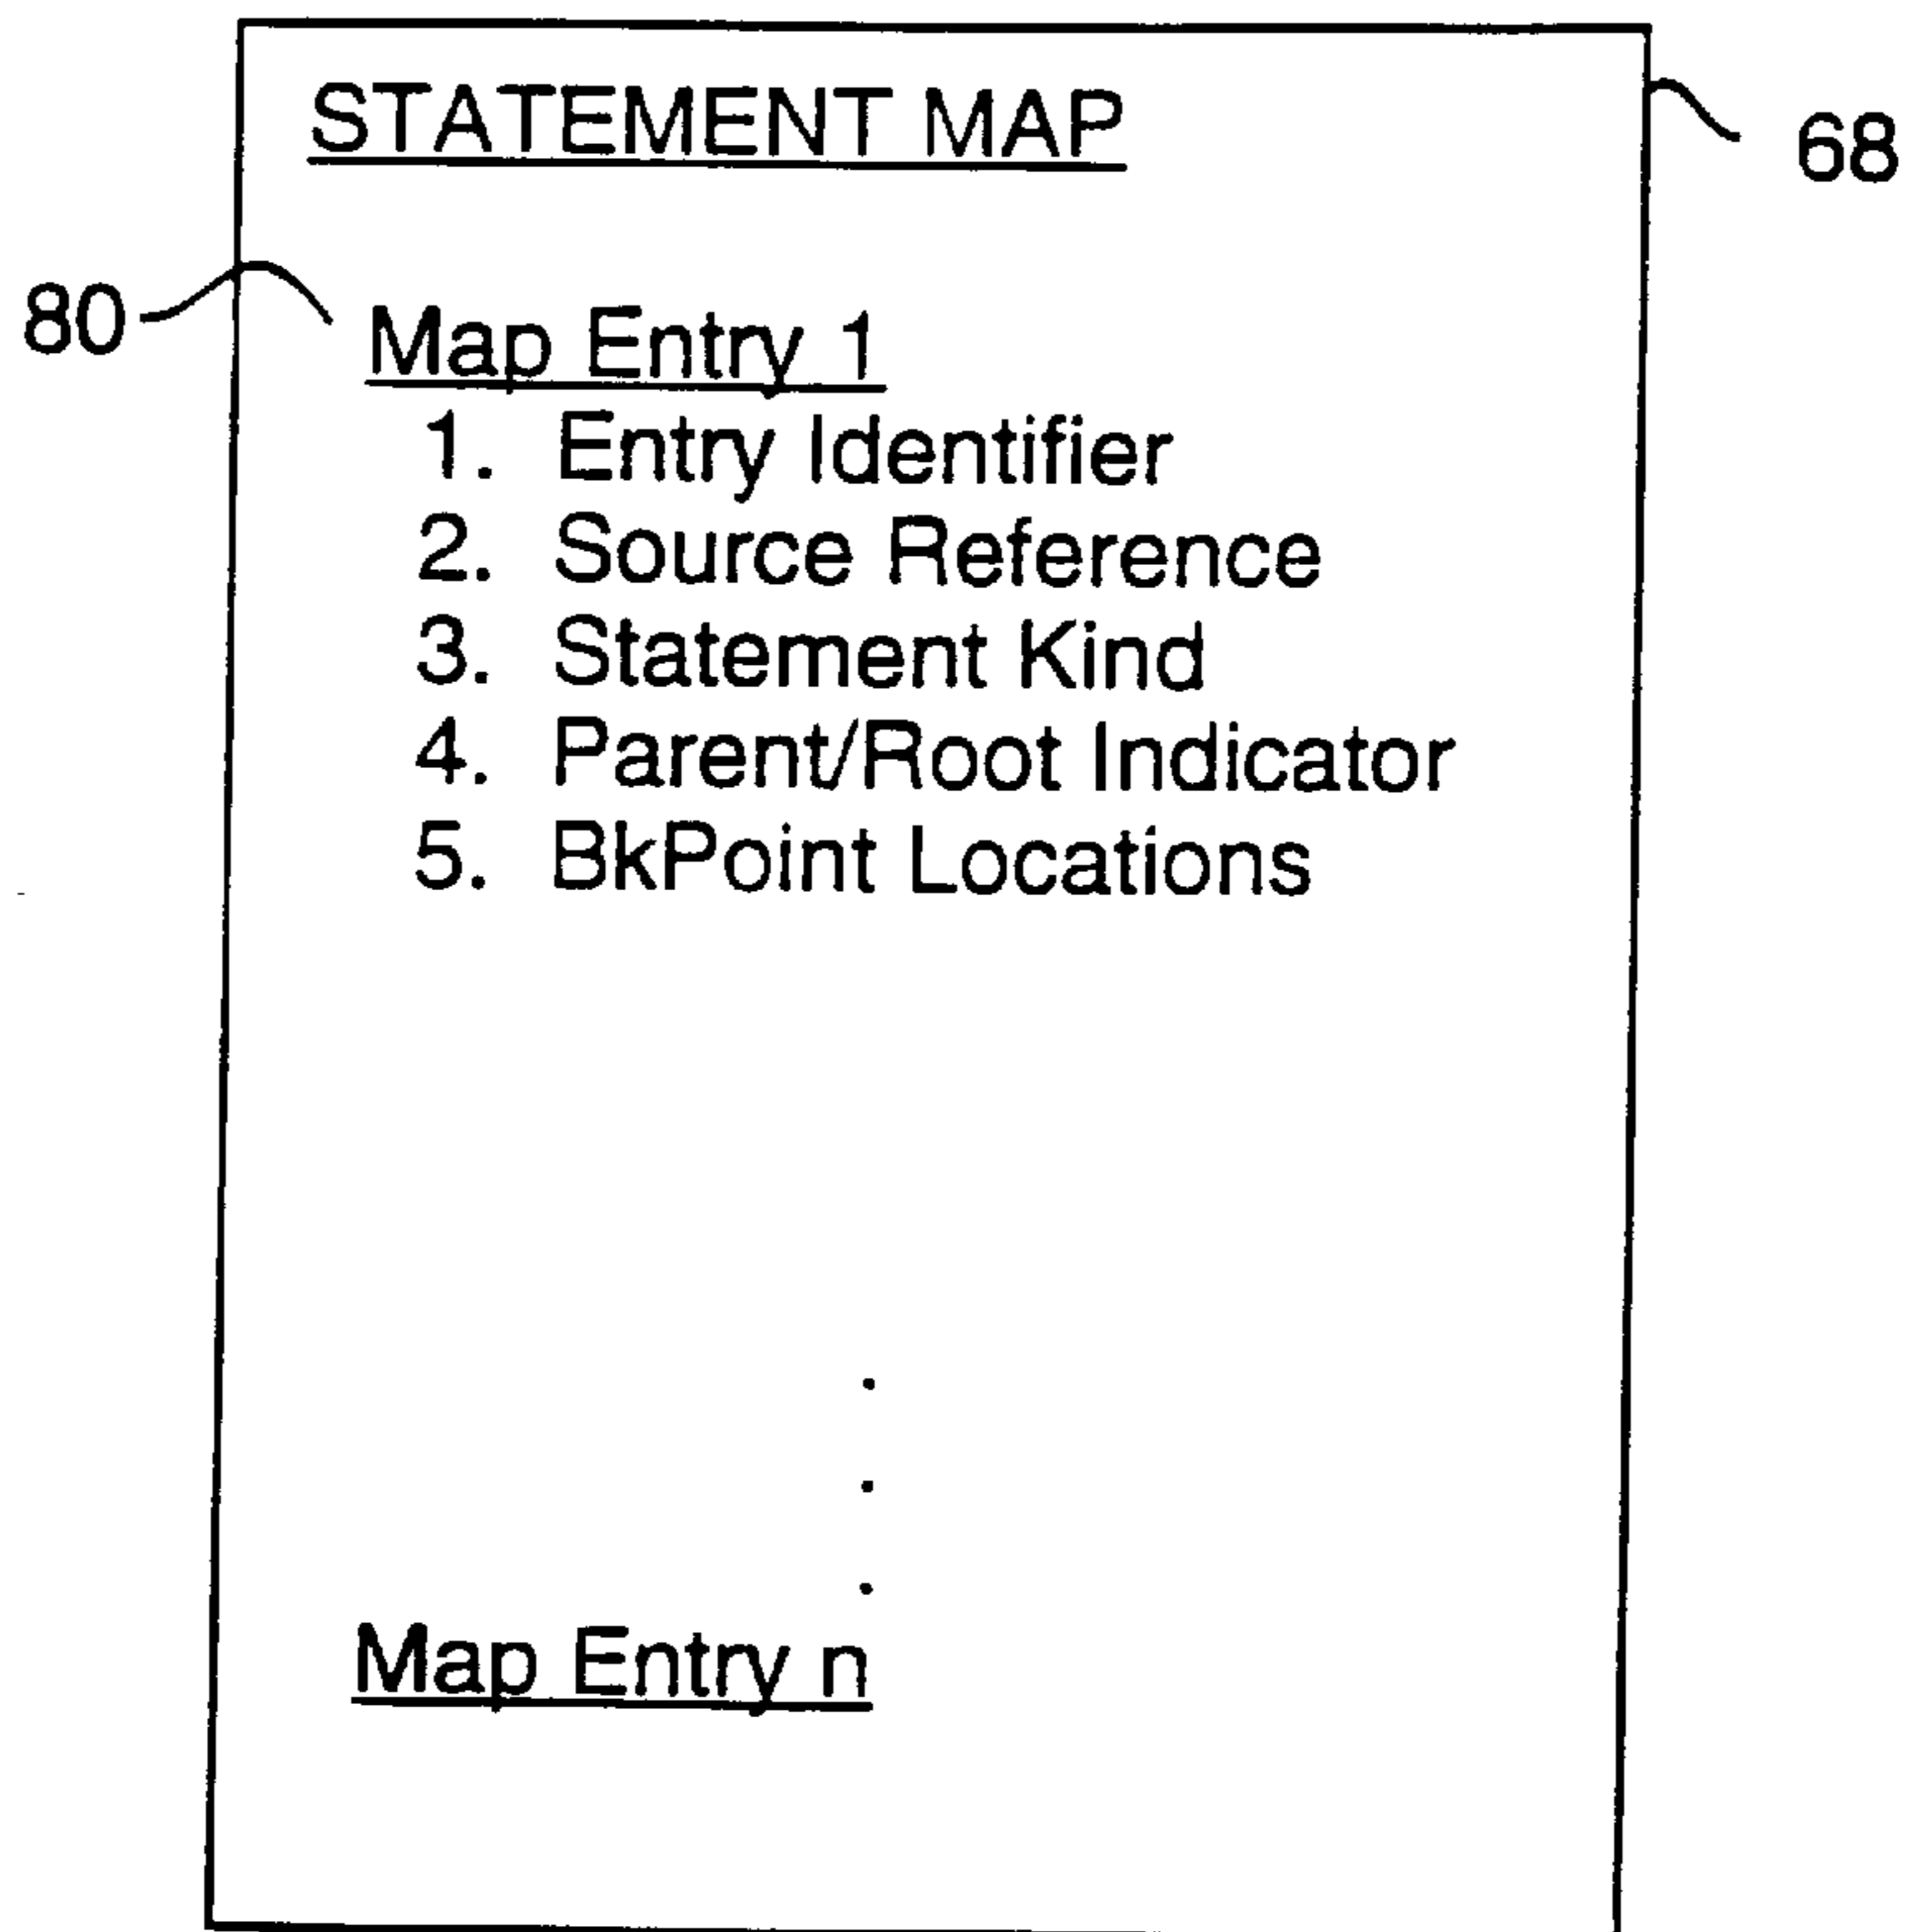 STATEMENT MAP
68
80
Map Entry 1
1. Entry Identifier
2. Source Reference
3. Statement Kind
4. Parent/Root Indicator
5. BkPoint Locations
.
.
.
Map Entry n